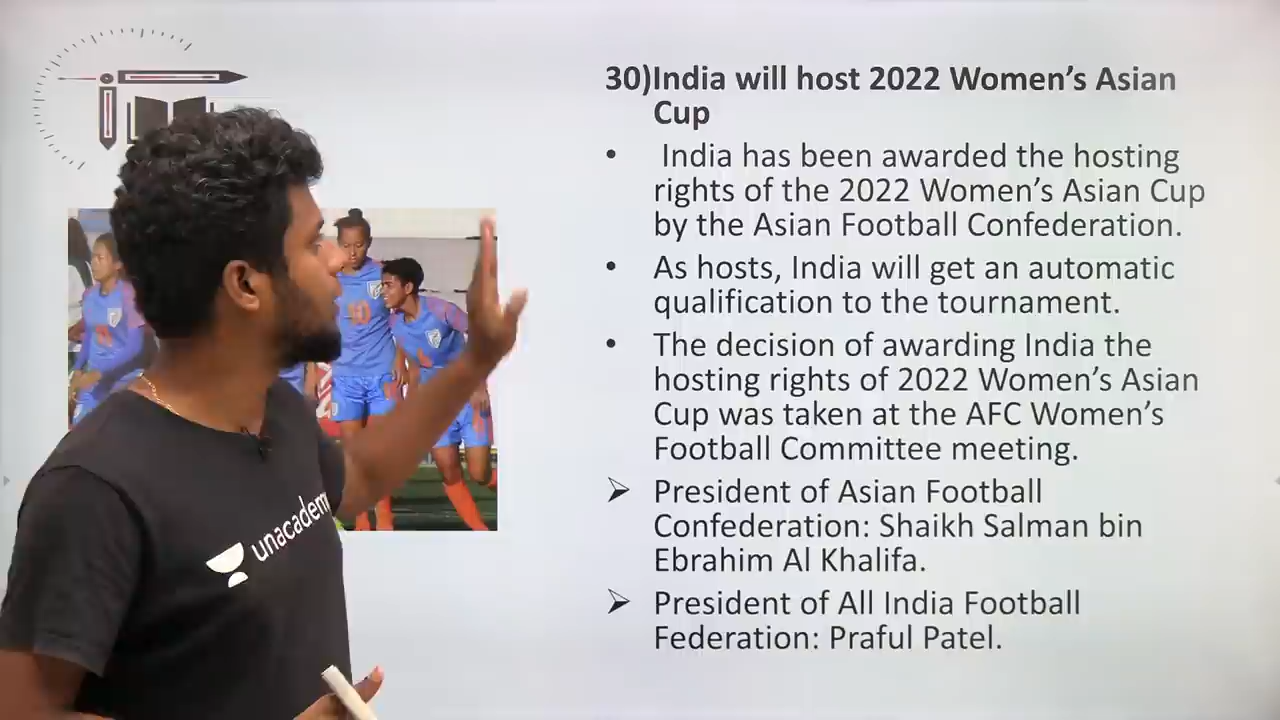 30)India will host 2022 Women's Asian
Cup
• India has been awarded the hosting
rights of the 2022 Women's Asian Cup
by the Asian Football Confederation.
• As hosts, India will get an automatic
qualification to the tournament.
• The decision of awarding India the
hosting rights of 2022 Women's Asian
Cup was taken at the AFC Women's
Football Committee meeting.
➢ President of Asian Football
Confederation: Shaikh Salman bin
Ebrahim Al Khalifa.
➢ President of All India Football
Federation: Praful Patel.
10
unacadem